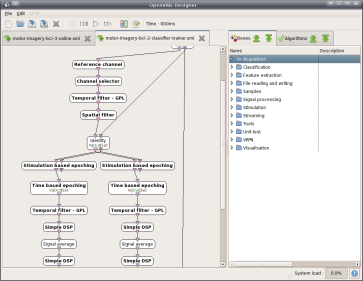 OpenViBE Designer
File Edit
Time : 000ms
motor-imagery-bci-3-online.xml
motor-imagery-bci-2-classifier-trainer.xml
Reference channel
Channel selector
Temporal filter - GPL
Spatial filter
Identity
Stimulation based epoching
Stimulation based epoching
Time based epoching
Time based epoching
Temporal filter - GPL
Temporal filter - GPL
Simple DSP
Simple DSP
Signal average
Signal average
Simple DSP
Simple DSP
Boxes
Algorithms
Name
Description
Acquisition
Classification
Feature extraction
File reading and writing
Samples
Signal processing
Stimulation
Streaming
Tools
Unit test
VRPN
Visualisation
System load
0.0%